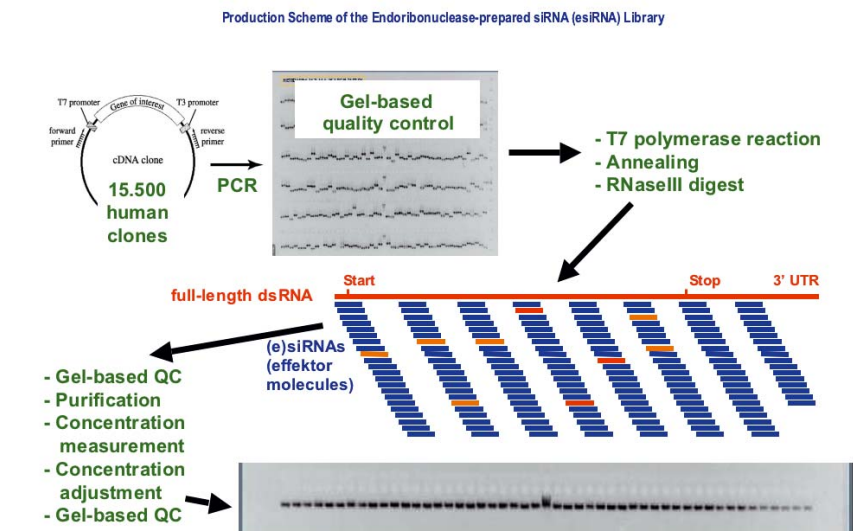 Production Scheme of the Endoribonuclease-prepared siRNA (esiRNA) Library
T7 promoter
Gene of interest
T3 promoter
forward
primer
reverse
primer
cDNA clone
15.500
human
clones
PCR
Gel-based
quality control
- T7 polymerase reaction
- Annealing
- RNaseIII digest
Start
Stop
3’ UTR
full-length dsRNA
(e)siRNAs
(effektor
molecules)
- Gel-based QC
- Purification
- Concentration
measurement
- Concentration
adjustment
- Gel-based QC